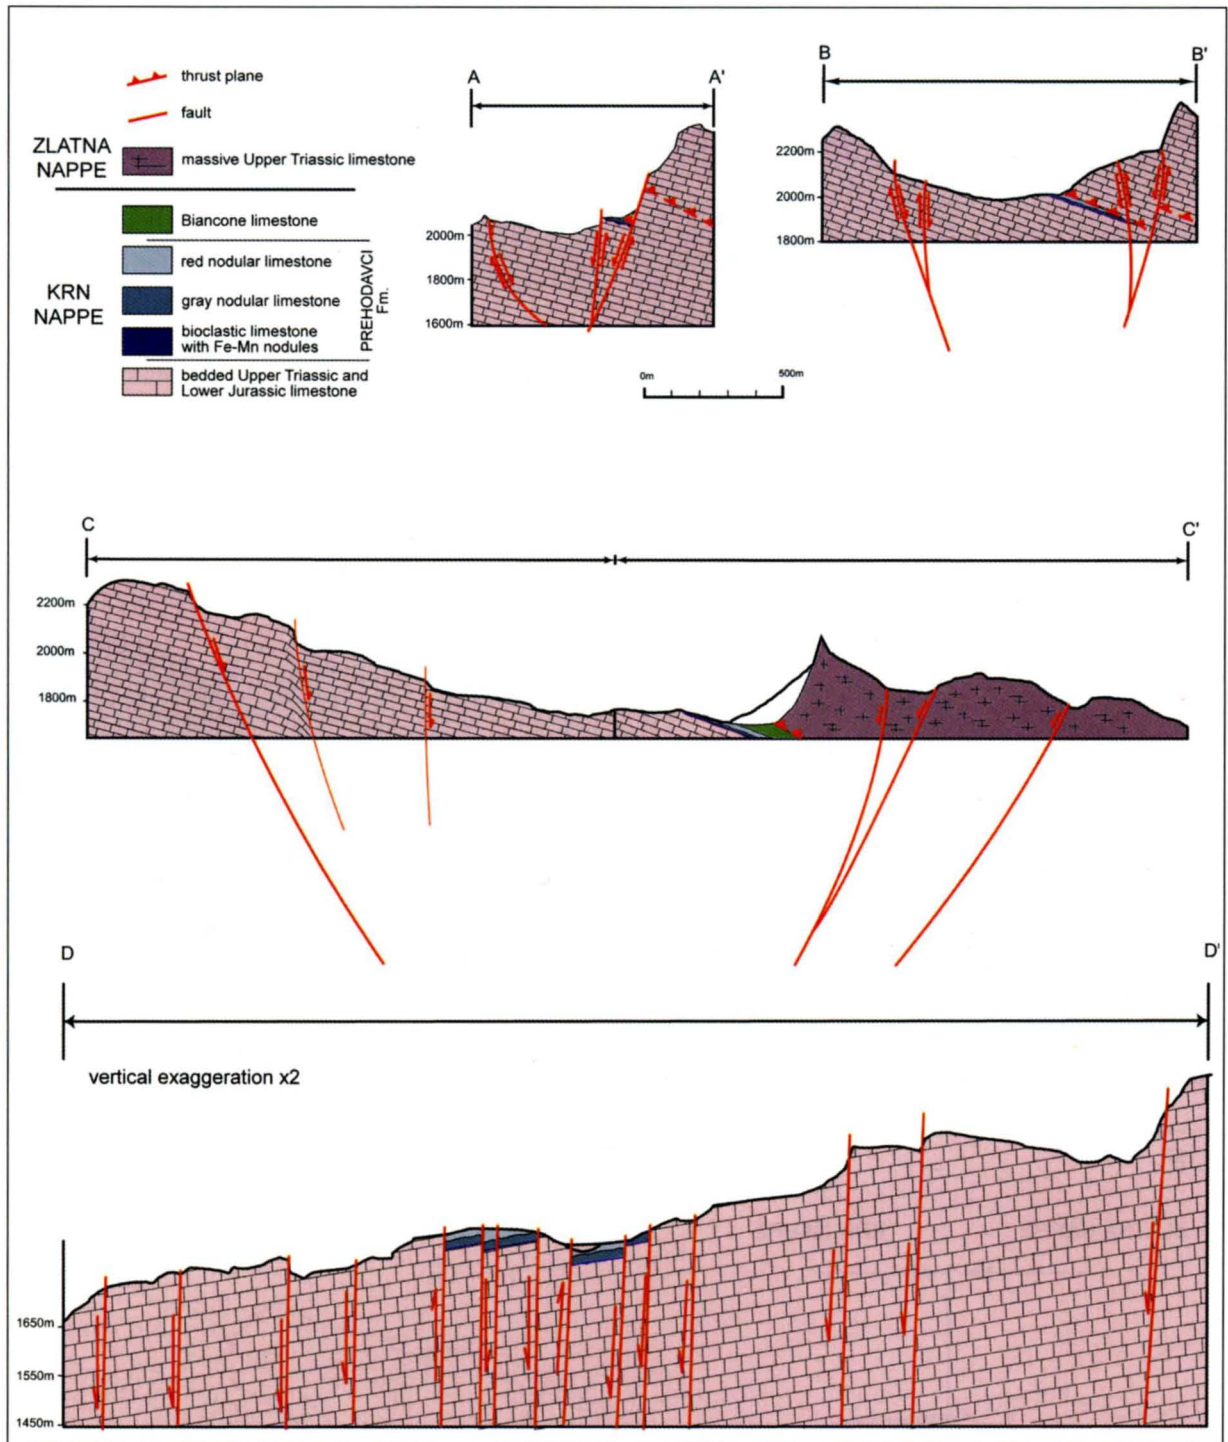 thrust plane
fault
ZLATNA
NAPPE
massive Upper Triassic limestone
Biancone limestone
red nodular limestone
KRN
NAPPE
gray nodular limestone
bioclastic limestone
with Fe-Mn nodules
PREHODAVCI
Fm.
bedded Upper Triassic and
Lower Jurassic limestone
A
A'
2000m
1800m
1600m
B
B'
2200m
2000m
1800m
0m
500m
C
C'
2200m
2000m
1800m
D
D'
vertical exaggeration x2
1650m
1550m
1450m